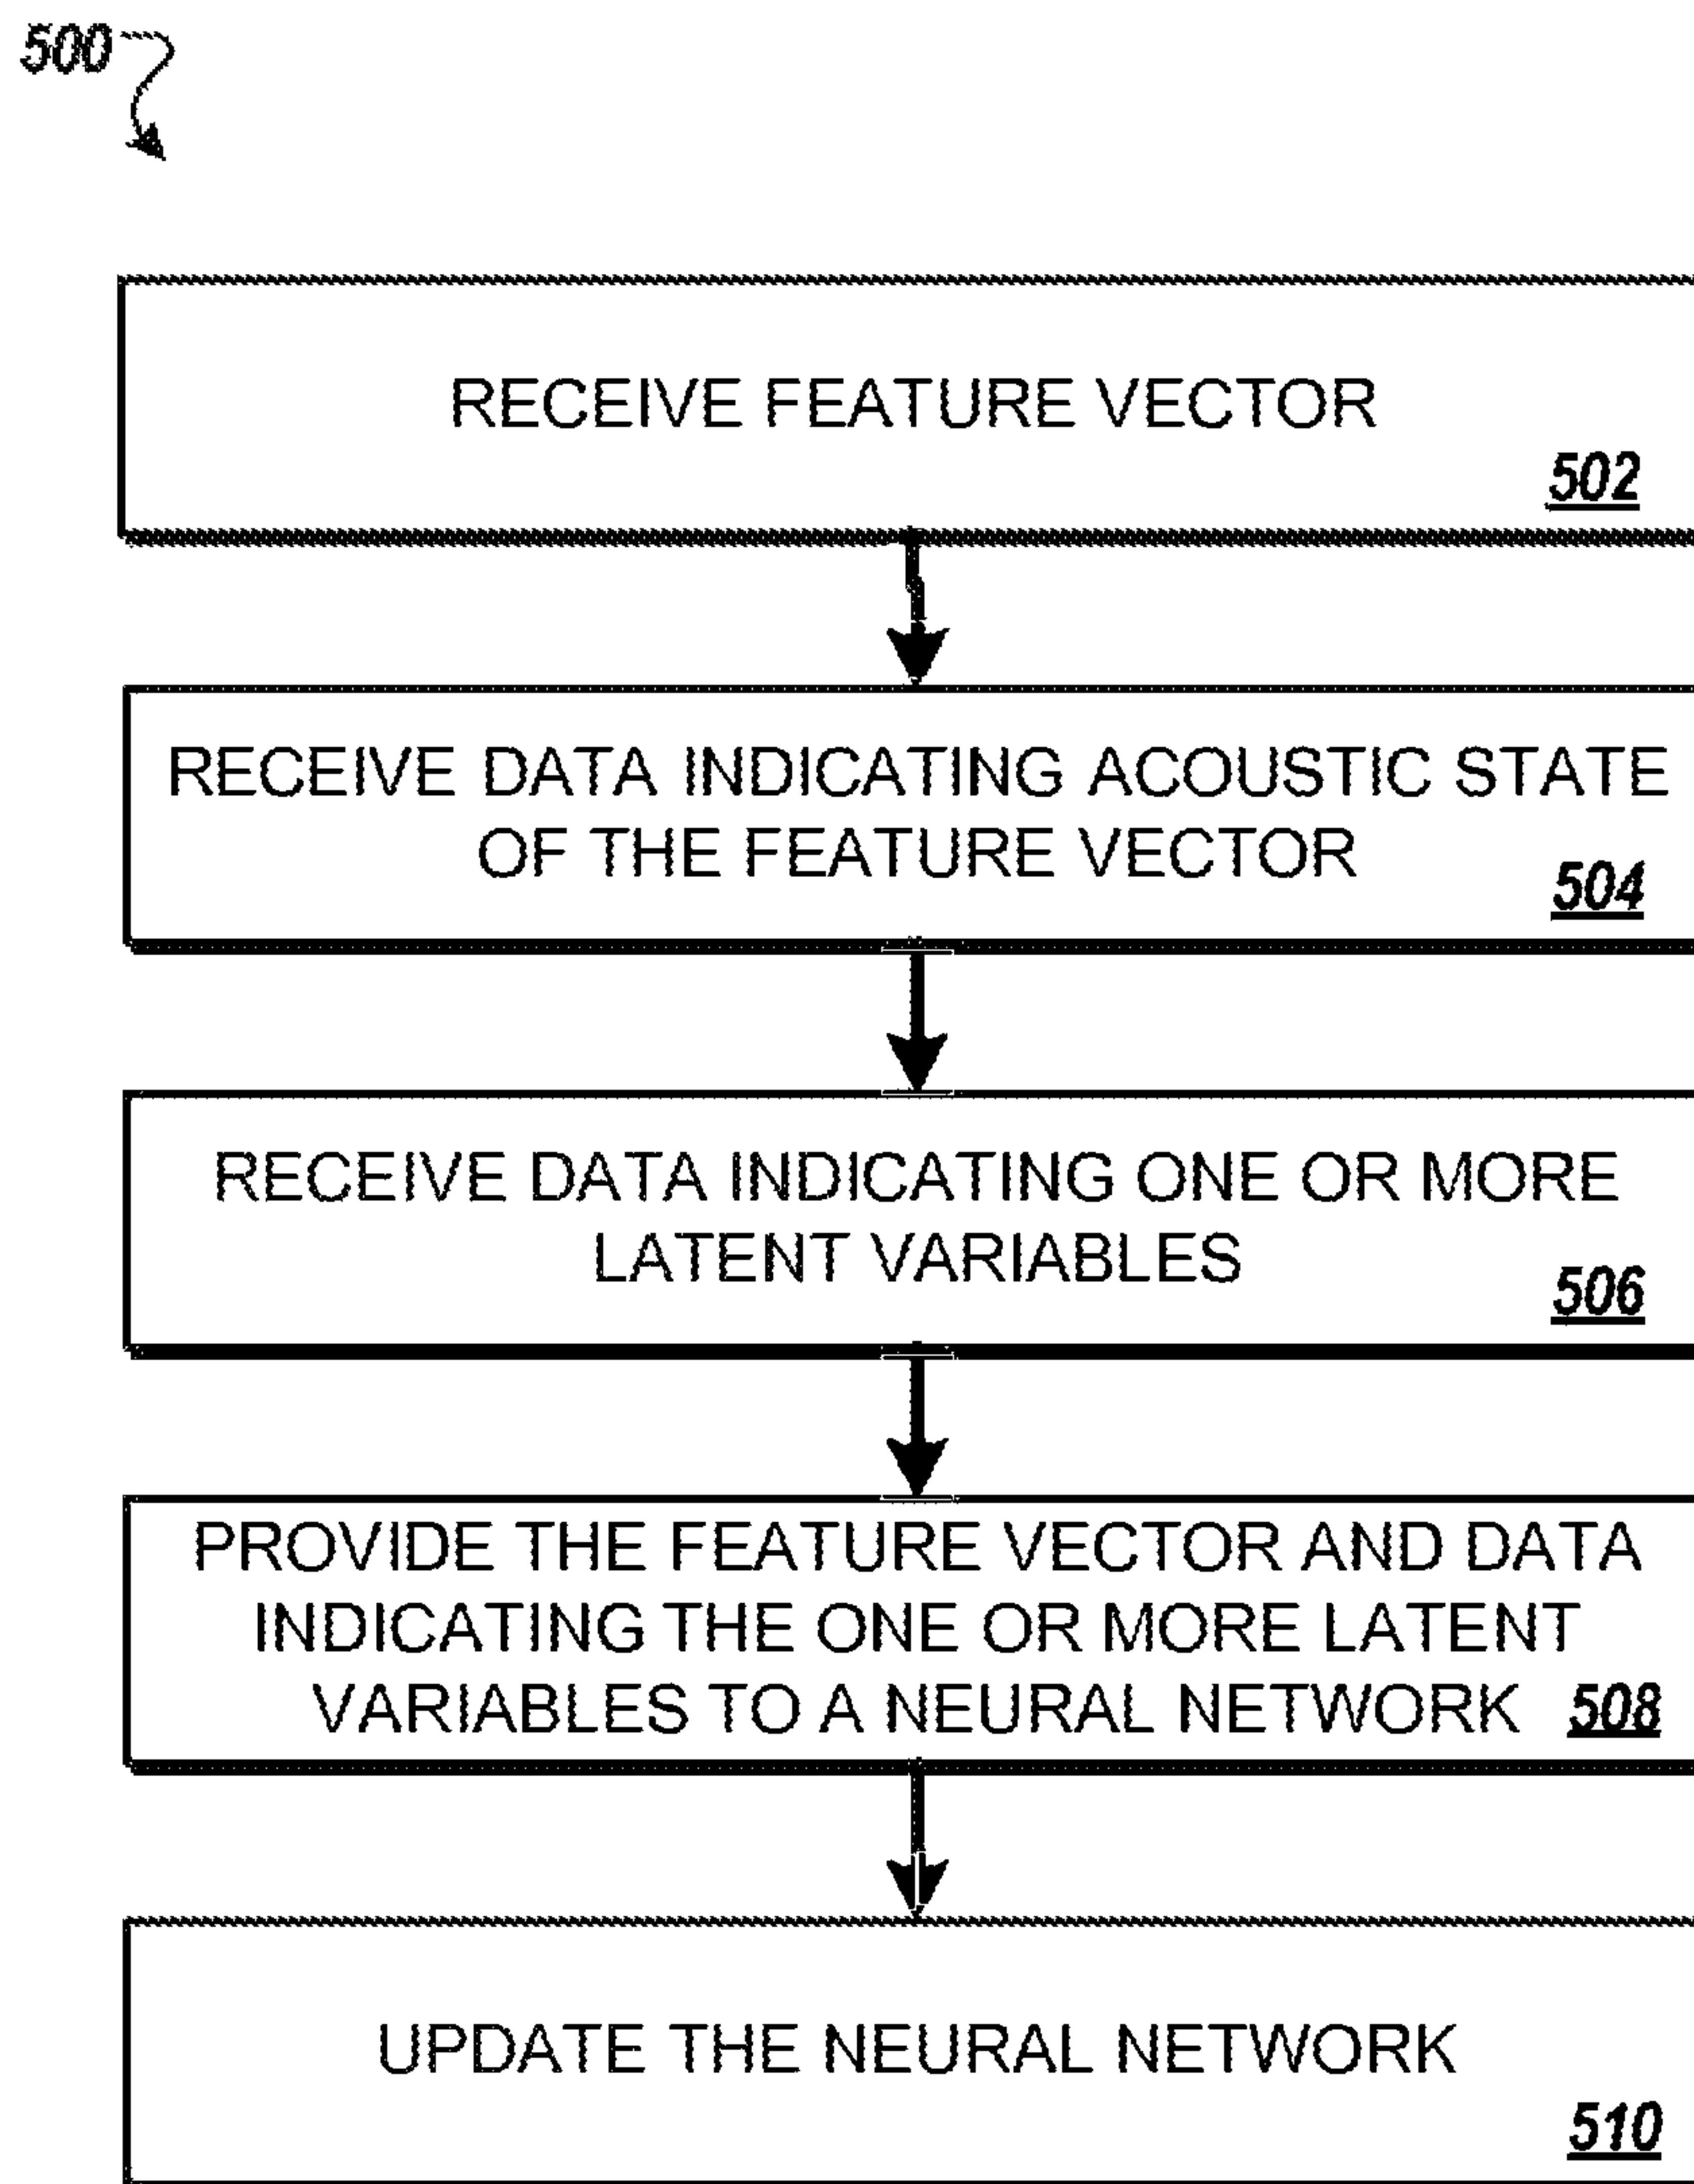 500
RECEIVE FEATURE VECTOR
502
RECEIVE DATA INDICATING ACOUSTIC STATE
OF THE FEATURE VECTOR
504
RECEIVE DATA INDICATING ONE OR MORE
LATENT VARIABLES
506
PROVIDE THE FEATURE VECTOR AND DATA
INDICATING THE ONE OR MORE LATENT
VARIABLES TO A NEURAL NETWORK 508
UPDATE THE NEURAL NETWORK
510